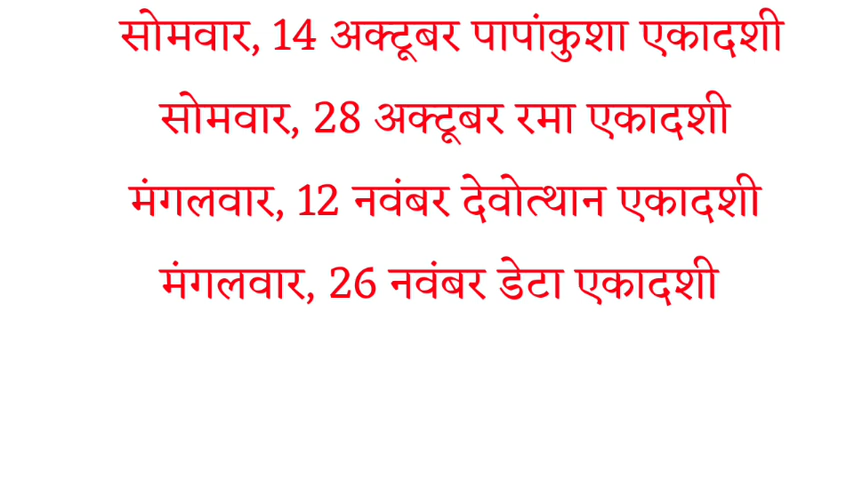 सोमवार, 14 अक्टूबर पापांकुशा एकादशी
सोमवार, 28 अक्टूबर रमा एकादशी
मंगलवार, 12 नवंबर देवोत्थान एकादशी
मंगलवार, 26 नवंबर डेटा एकादशी